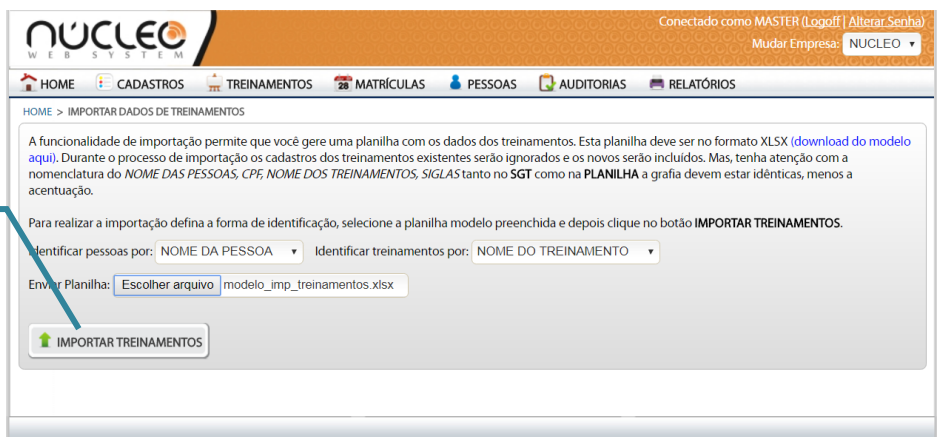 Conectado como MASTER (Logoff | Alterar Senha)
NÚCLEO
WEB SYSTEM
Mudar Empresa: NUCLEO
HOME CADASTROS TREINAMENTOS 28 MATRÍCULAS PESSOAS AUDITORIAS RELATÓRIOS
HOME > IMPORTAR DADOS DE TREINAMENTOS
A funcionalidade de importação permite que você gere uma planilha com os dados dos treinamentos. Esta planilha deve ser no formato XLSX (download do modelo
aqui). Durante o processo de importação os cadastros dos treinamentos existentes serão ignorados e os novos serão incluídos. Mas, tenha atenção com a
nomenclatura do NOME DAS PESSOAS, CPF, NOME DOS TREINAMENTOS, SIGLAS tanto no SGT como na PLANILHA a grafia devem estar idênticas, menos a
acentuação.
Para realizar a importação defina a forma de identificação, selecione a planilha modelo preenchida e depois clique no botão IMPORTAR TREINAMENTOS.
Identificar pessoas por: NOME DA PESSOA Identificar treinamentos por: NOME DO TREINAMENTO
Enviar Planilha: Escolher arquivo modelo_imp_treinamentos.xlsx
IMPORTAR TREINAMENTOS